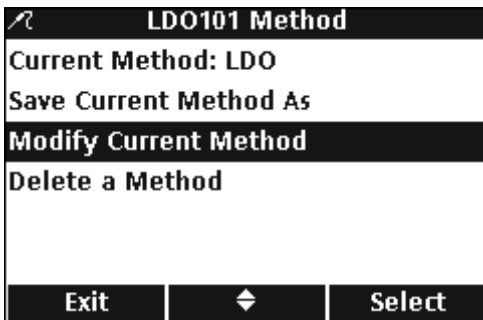 LDO101 Method
Current Method: LDO
Save Current Method As
Modify Current Method
Delete a Method
Exit
Select